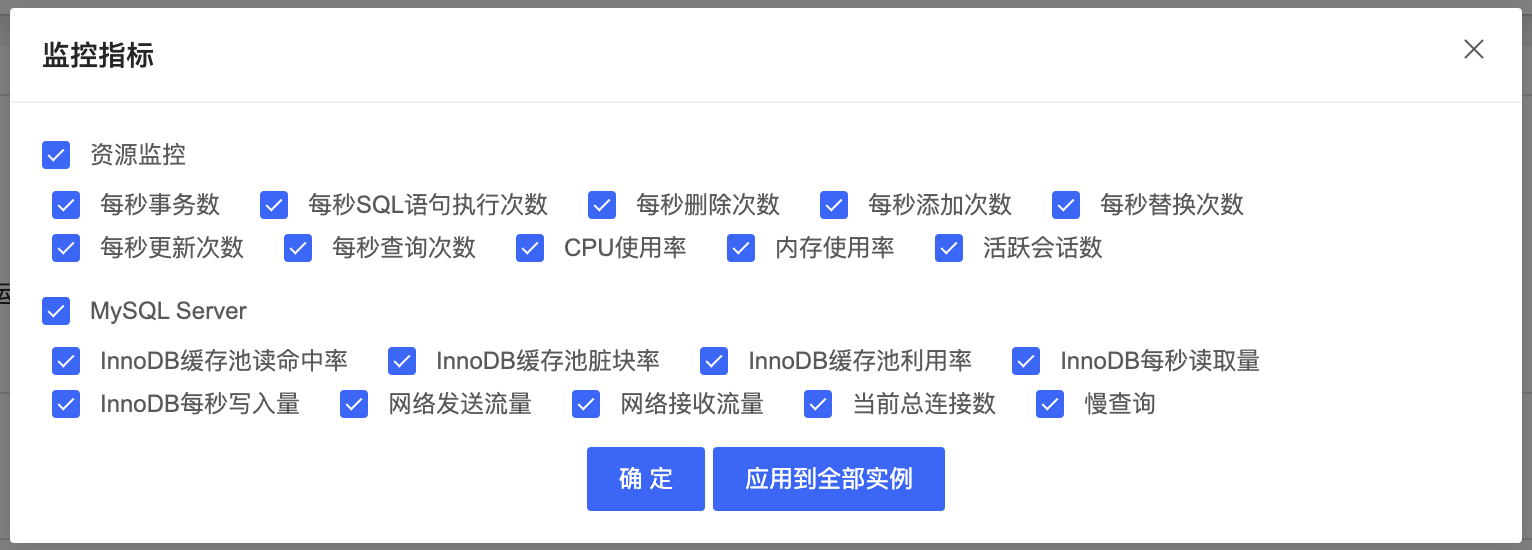 监控指标
资源监控
每秒事务数 每秒SQL语句执行次数 每秒删除次数 每秒添加次数 每秒替换次数
每秒更新次数 每秒查询次数 CPU使用率 内存使用率 活跃会话数
MySQL Server
InnoDB缓存池读命中率 InnoDB缓存池脏块率 InnoDB缓存池利用率 InnoDB每秒读取量
InnoDB每秒写入量 网络发送流量 网络接收流量 当前总连接数 慢查询
确 定 应用到全部实例